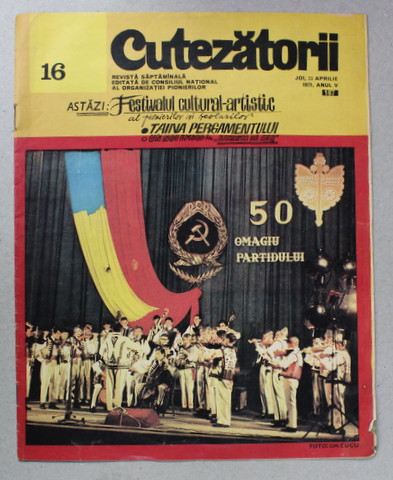 Cutezătorii
16
REVISTĂ SĂPTĂMÎNALĂ
EDITATĂ DE CONSILIUL NAȚIONAL
AL ORGANIZAȚIEI PIONIERILOR
JOI, 22 APRILIE
1971, ANUL V
ASTĂZI: Festivalul cultural-artistic
al pionierilor și școlarilor
• TAINA PERGAMENTULUI
50
OMAGIU
PARTIDULUI